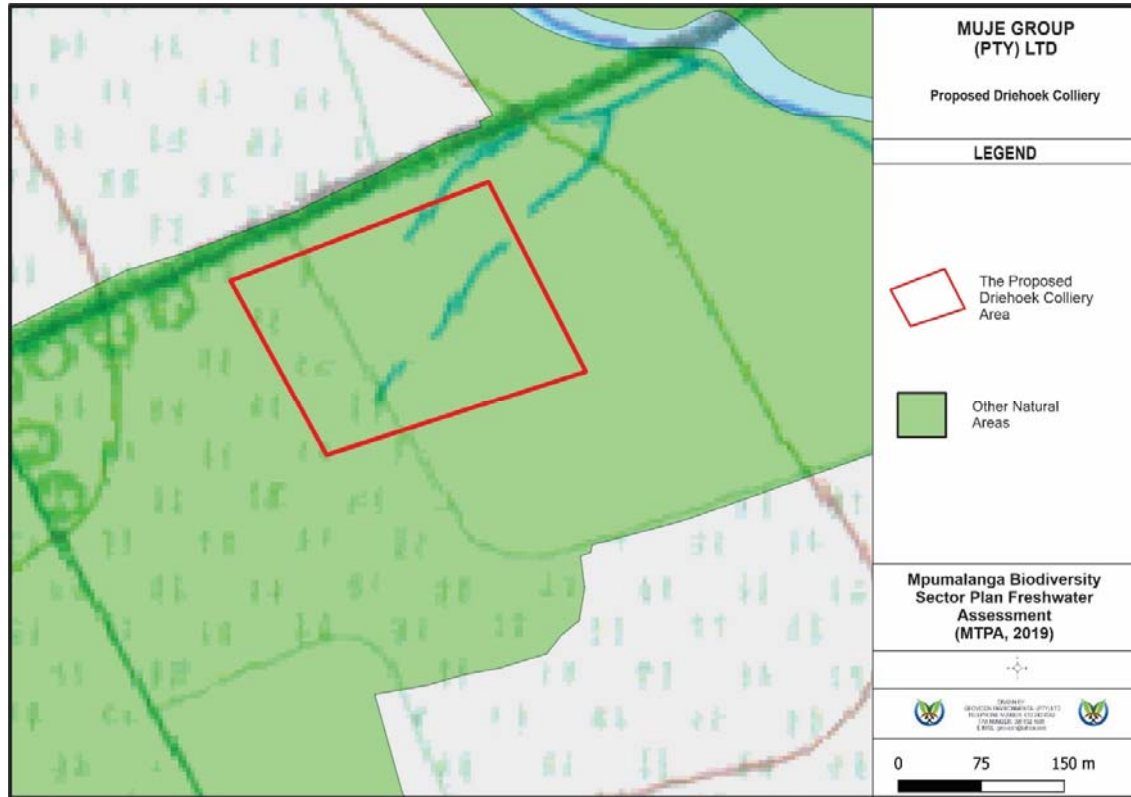 MUJE GROUP
(PTY) LTD
Proposed Driehoek Colliery
LEGEND
The Proposed
Driehoek Colliery
Area
Other Natural
Areas
Mpumalanga Biodiversity
Sector Plan Freshwater
Assessment
(MTPA, 2019)
0 75 150 m